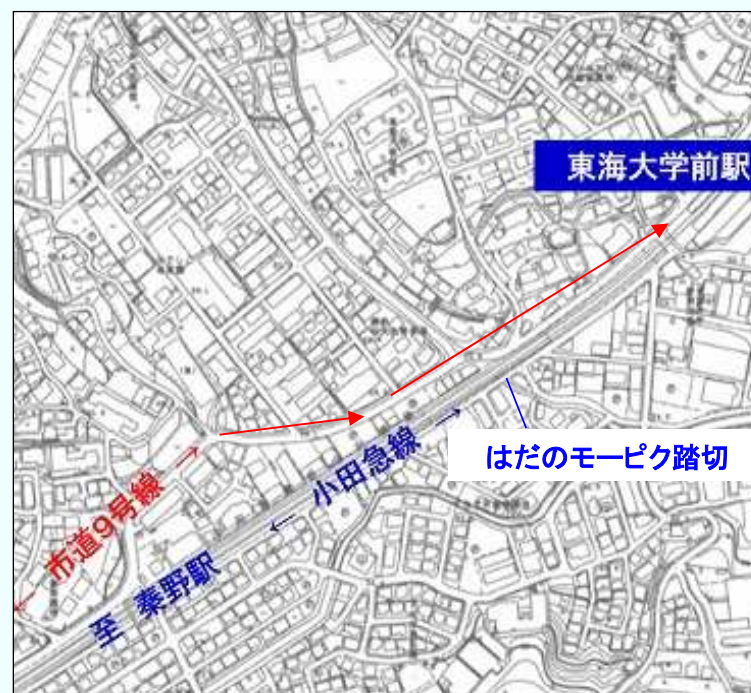 東海大学前駅
はだのモーピク踏切
小田急線
市道9号線
至 秦野駅